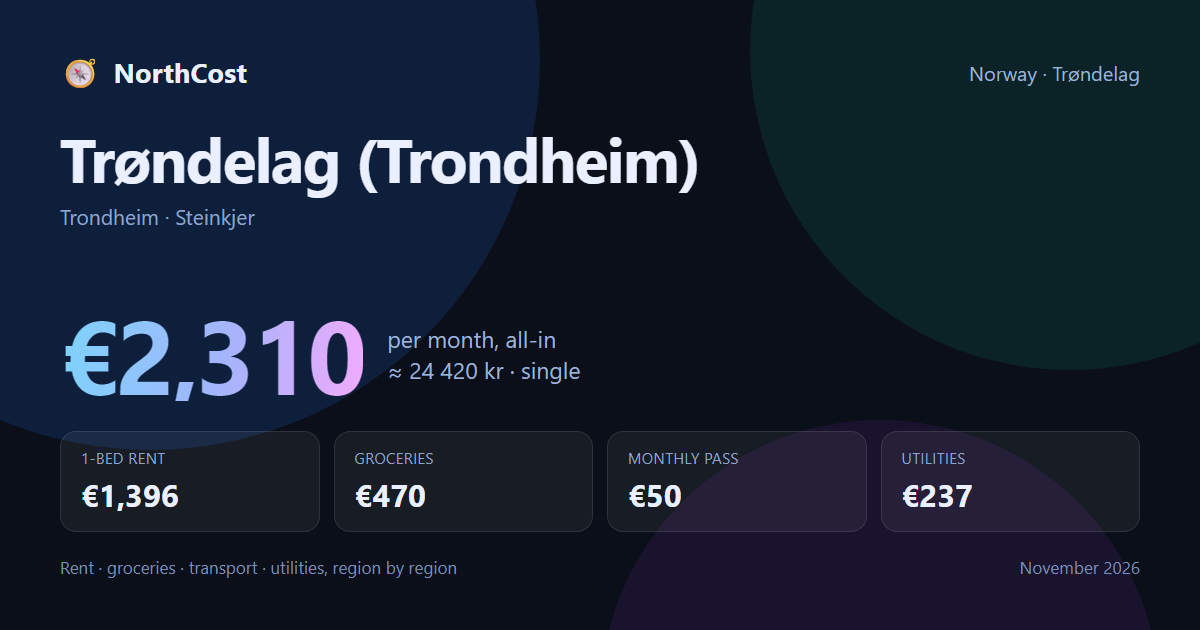 NorthCost
Norway · Trøndelag
Trøndelag (Trondheim)
Trondheim · Steinkjer
€2,310
per month, all-in
≈ 24 420 kr · single
1-BED RENT
€1,396
GROCERIES
€470
MONTHLY PASS
€50
UTILITIES
€237
Rent · groceries · transport · utilities, region by region
November 2026